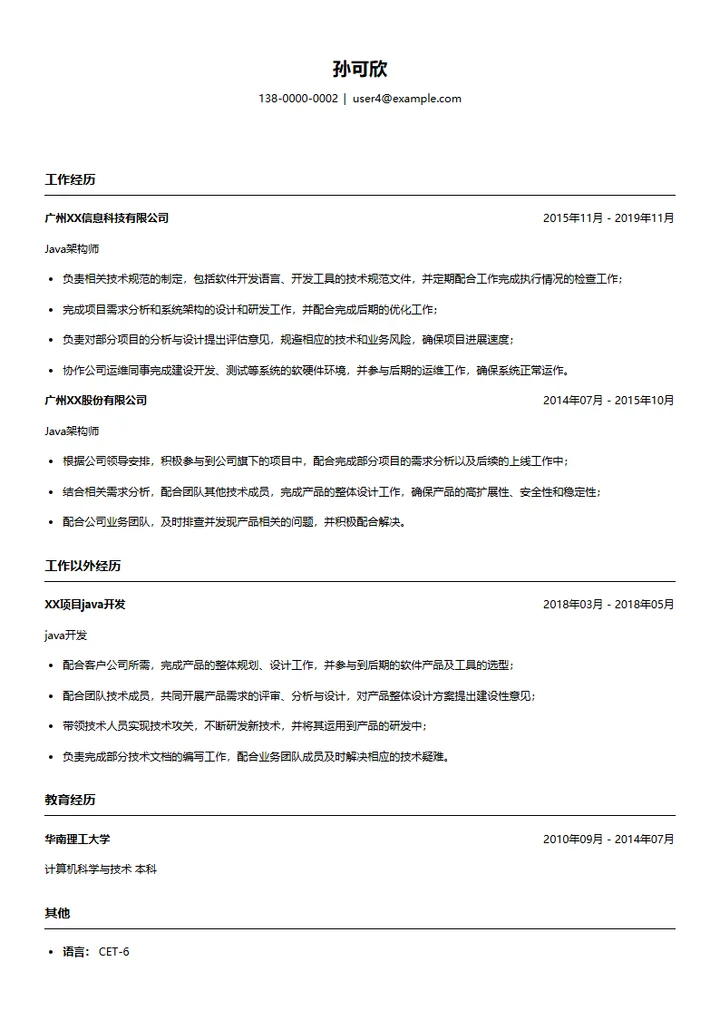 孙可欣
138-0000-0002 | user4@example.com
工作经历
广州XX信息科技有限公司 2015年11月 - 2019年11月
Java架构师
• 负责相关技术规范的制定，包括软件开发语言、开发工具的技术规范文件，并定期配合工作完成执行情况的检查工作；
• 完成项目需求分析和系统架构的设计和研发工作，并配合完成后期的优化工作；
• 负责对部分项目的分析与设计提出评估意见，规避相应的技术和业务风险，确保项目进展速度；
• 协作公司运维同事完成建设开发、测试等系统的软硬件环境，并参与后期的运维工作，确保系统正常运作。
广州XX股份有限公司 2014年07月 - 2015年10月
Java架构师
• 根据公司领导安排，积极参与到公司旗下的项目中，配合完成部分项目的需求分析以及后续的上线工作中；
• 结合相关需求分析，配合团队其他技术成员，完成产品的整体设计工作，确保产品的高扩展性、安全性和稳定性；
• 配合公司业务团队，及时排查并发现产品相关的问题，并积极配合解决。
工作以外经历
XX项目java开发 2018年03月 - 2018年05月
java开发
• 配合客户公司所需，完成产品的整体规划、设计工作，并参与到后期的软件产品及工具的选型；
• 配合团队技术成员，共同开展产品需求的评审、分析与设计，对产品整体设计方案提出建设性意见；
• 带领技术人员实现技术攻关，不断研发新技术，并将其运用到产品的研发中；
• 负责完成部分技术文档的编写工作，配合业务团队成员及时解决相应的技术疑难。
教育经历
华南理工大学 2010年09月 - 2014年07月
计算机科学与技术 本科
其他
• 语言： CET-6